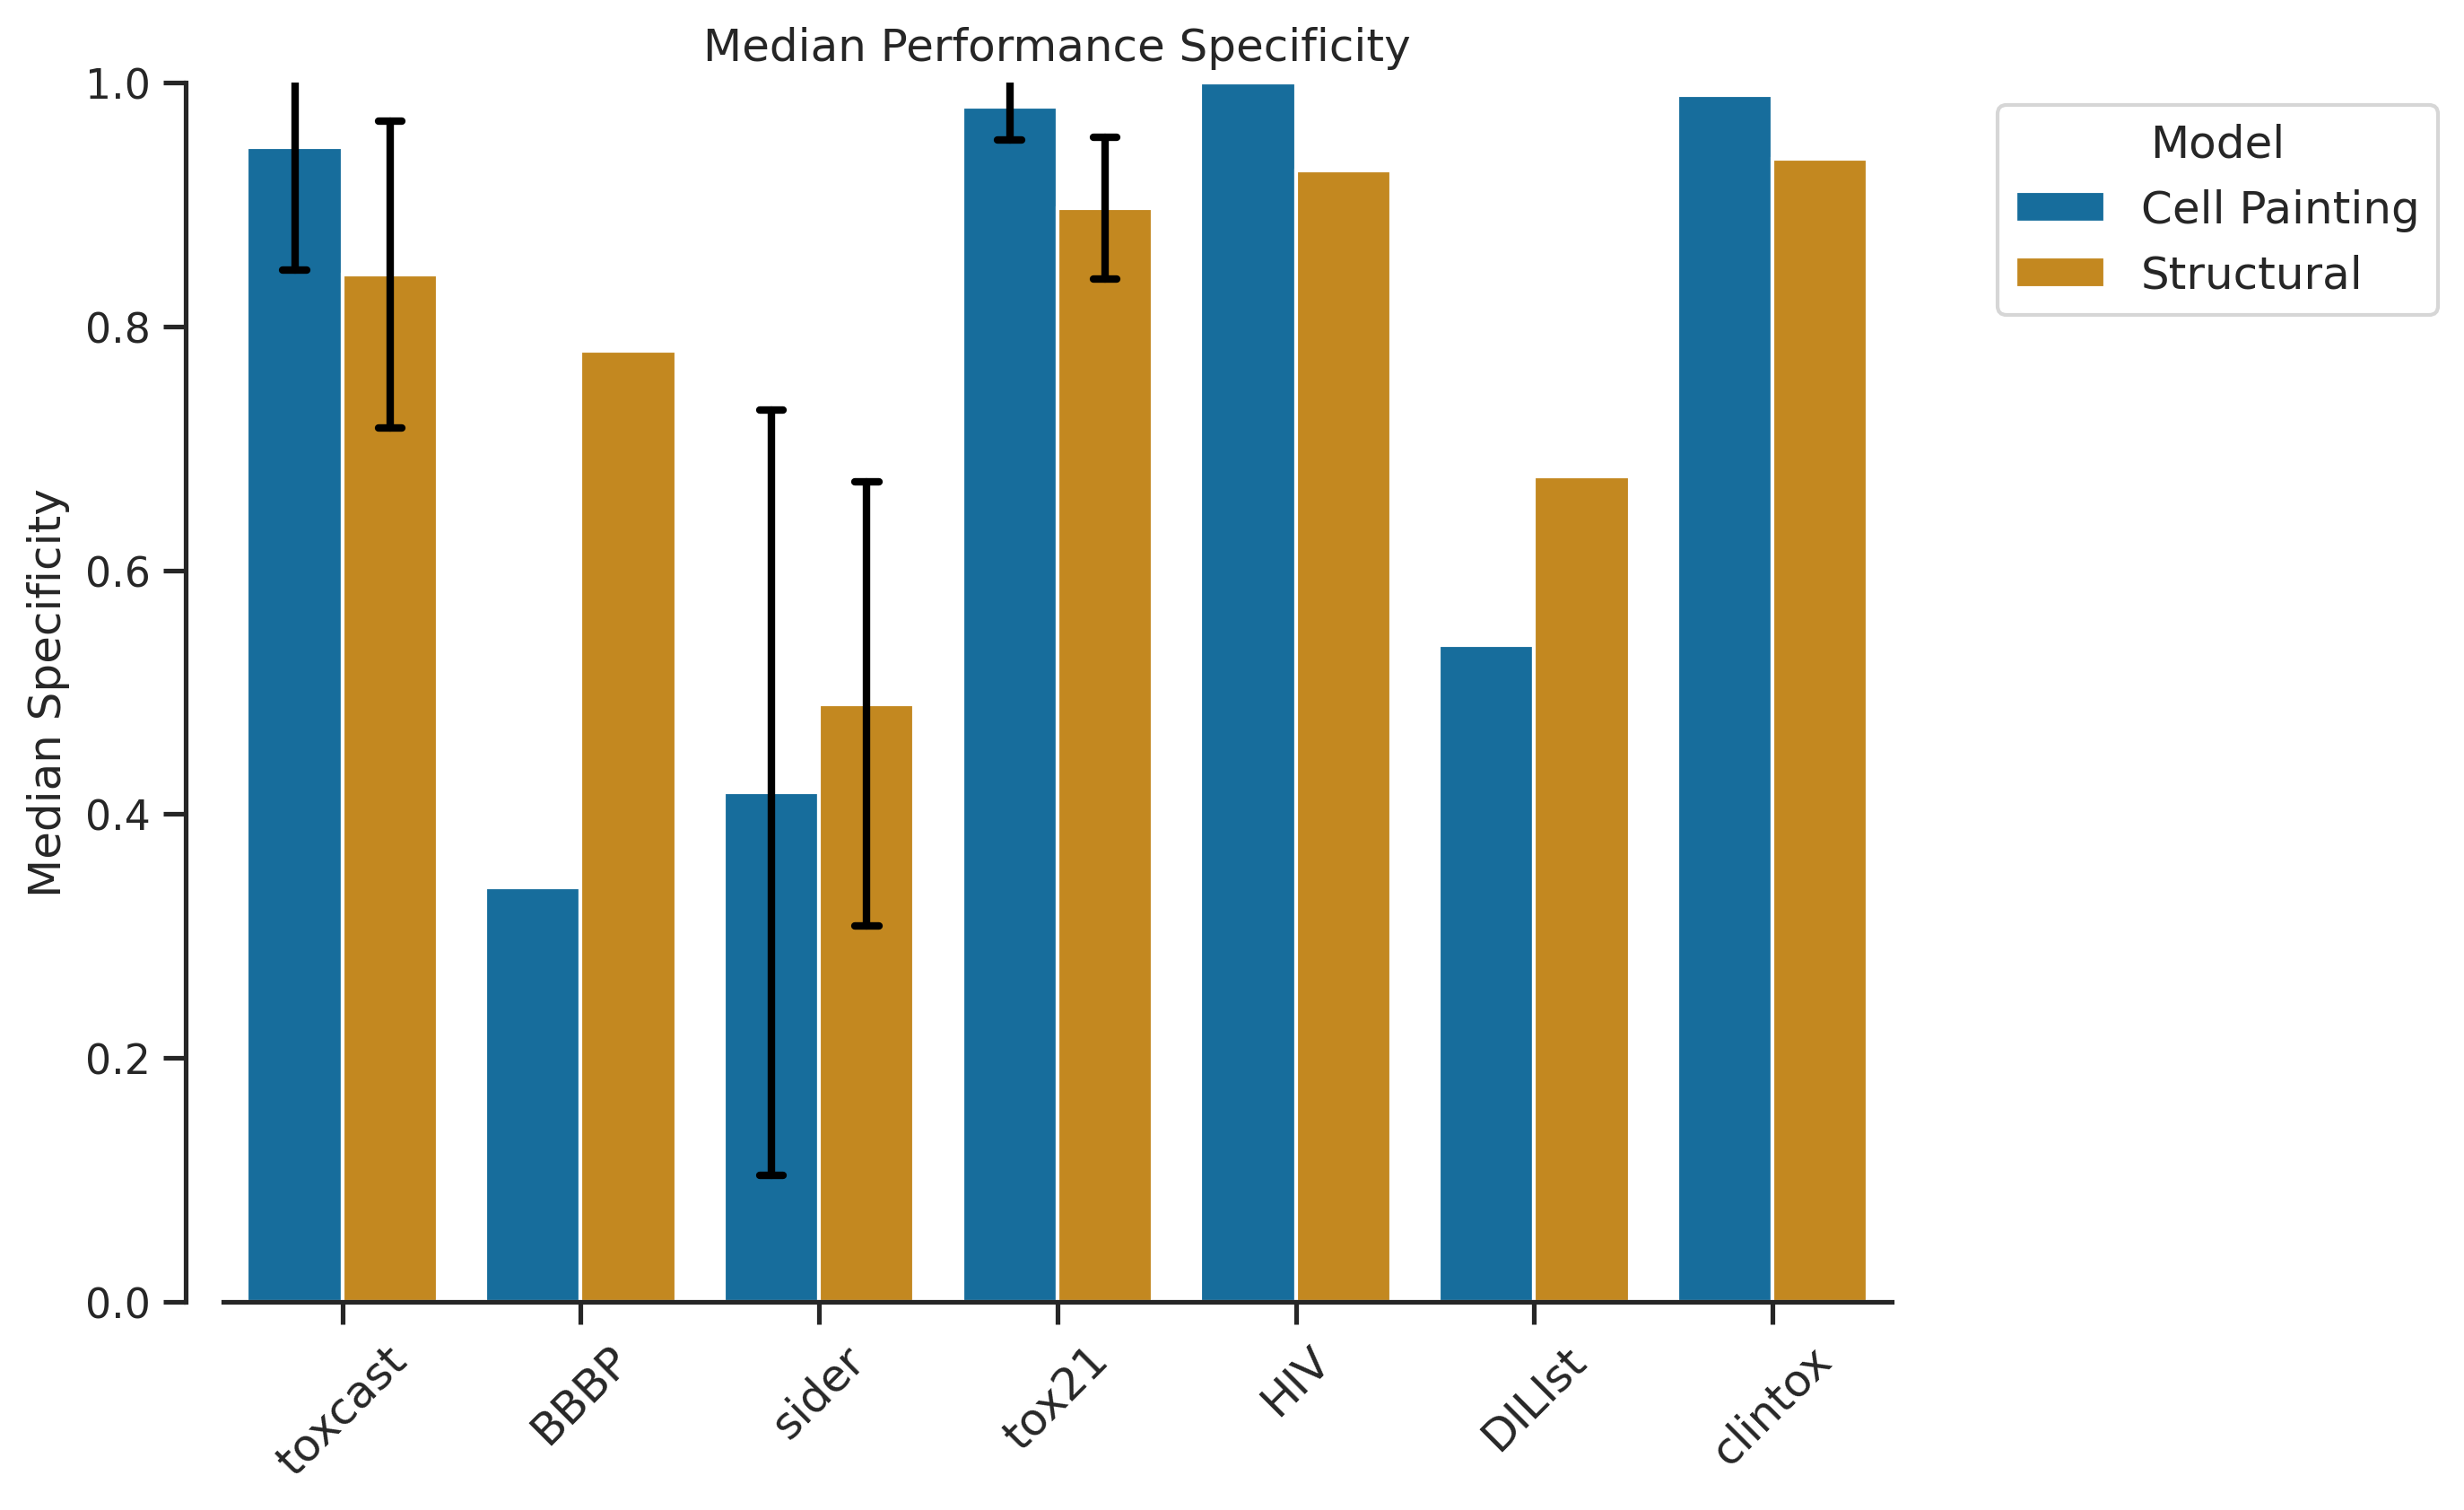 Median Performance Specificity
1.0
0.8
0.6
0.4
0.2
0.0
Median Specificity
toxcast
BBBP
sider
tox21
HIV
DILIst
clintox
Model
Cell Painting
Structural